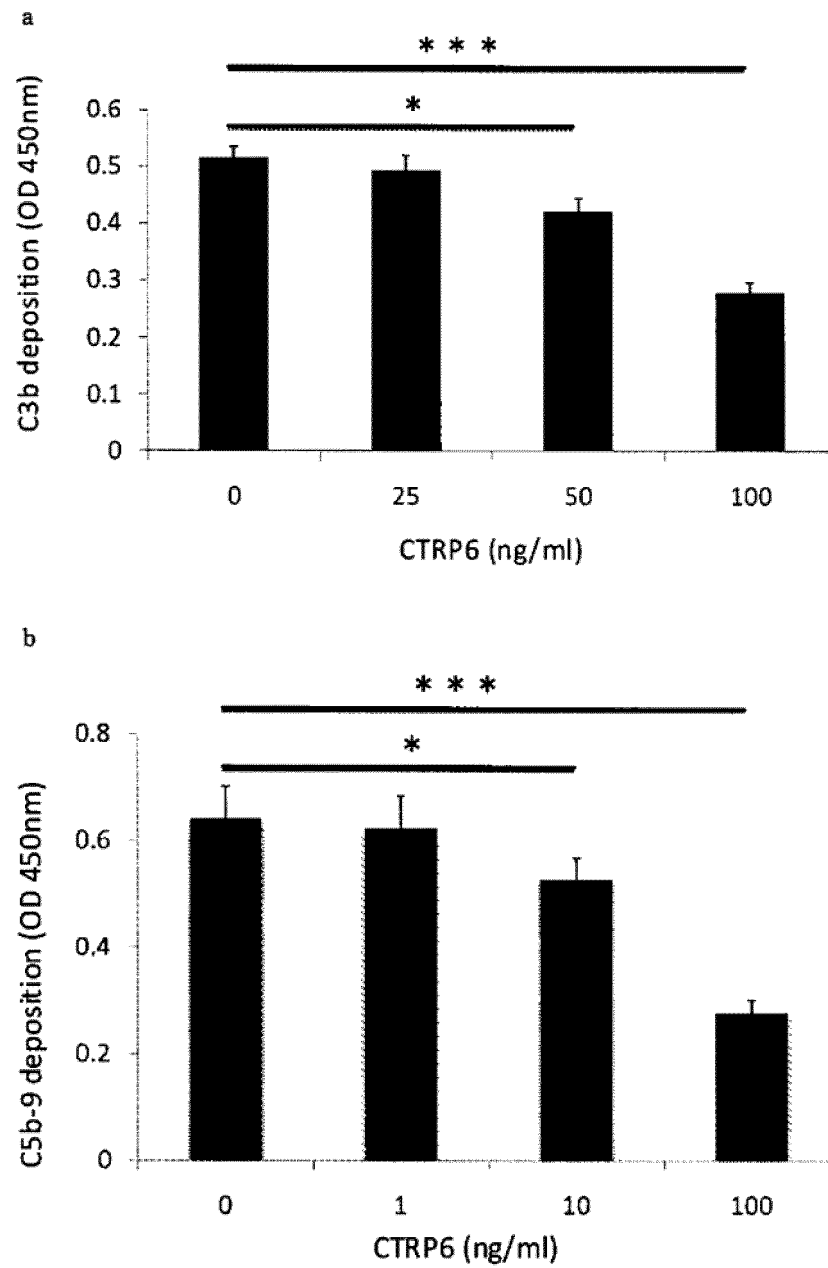 a
* * *
*
C3b deposition (OD 450nm)
0.6
0.5
0.4
0.3
0.2
0.1
0
0 25 50 100
CTRP6 (ng/ml)
b
* * *
*
C5b-9 deposition (OD 450nm)
0.8
0.6
0.4
0.2
0
0 1 10 100
CTRP6 (ng/ml)